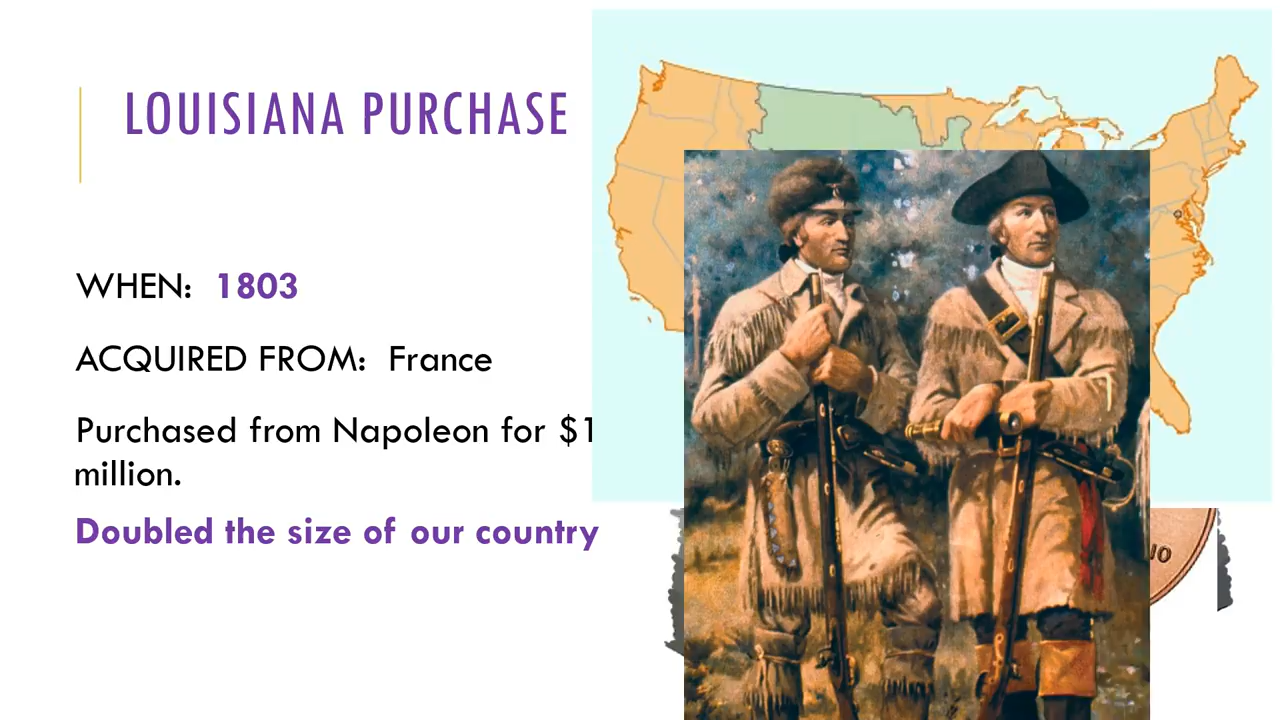 LOUISIANA PURCHASE
WHEN: 1803
ACQUIRED FROM: France
Purchased from Napoleon for $1
million.
Doubled the size of our country